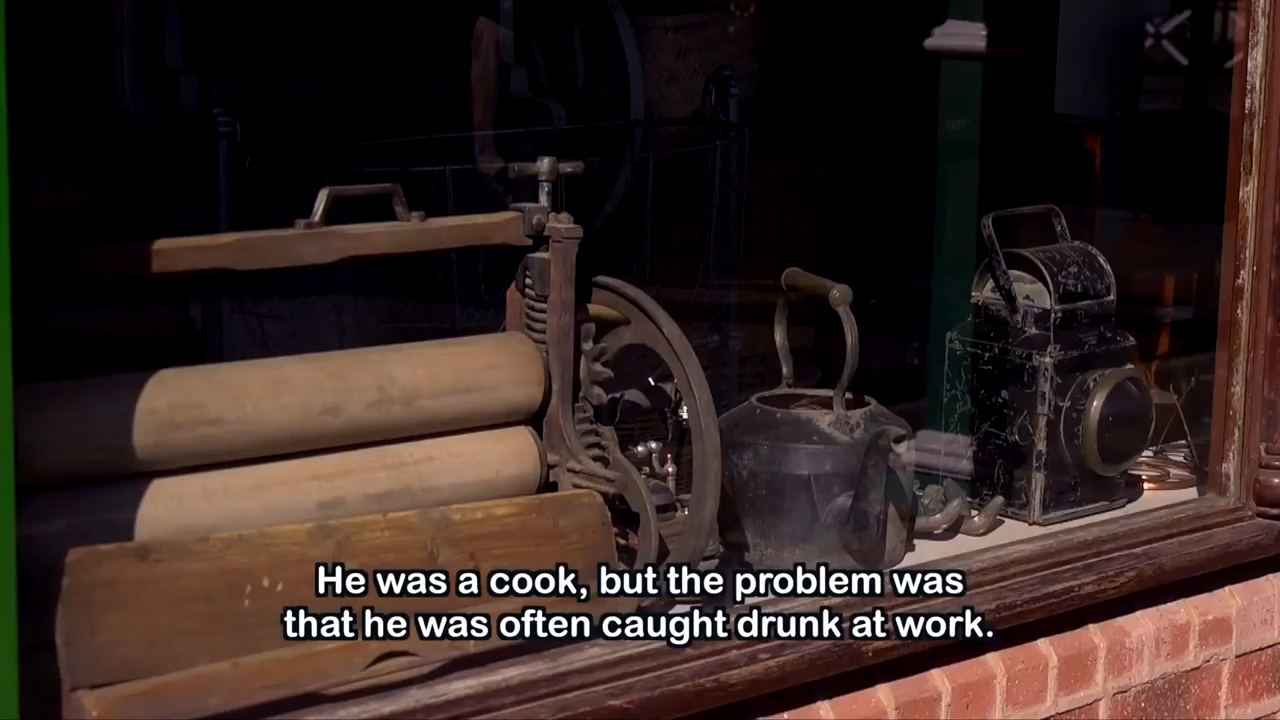 He was a cook, but the problem was
that he was often caught drunk at work.